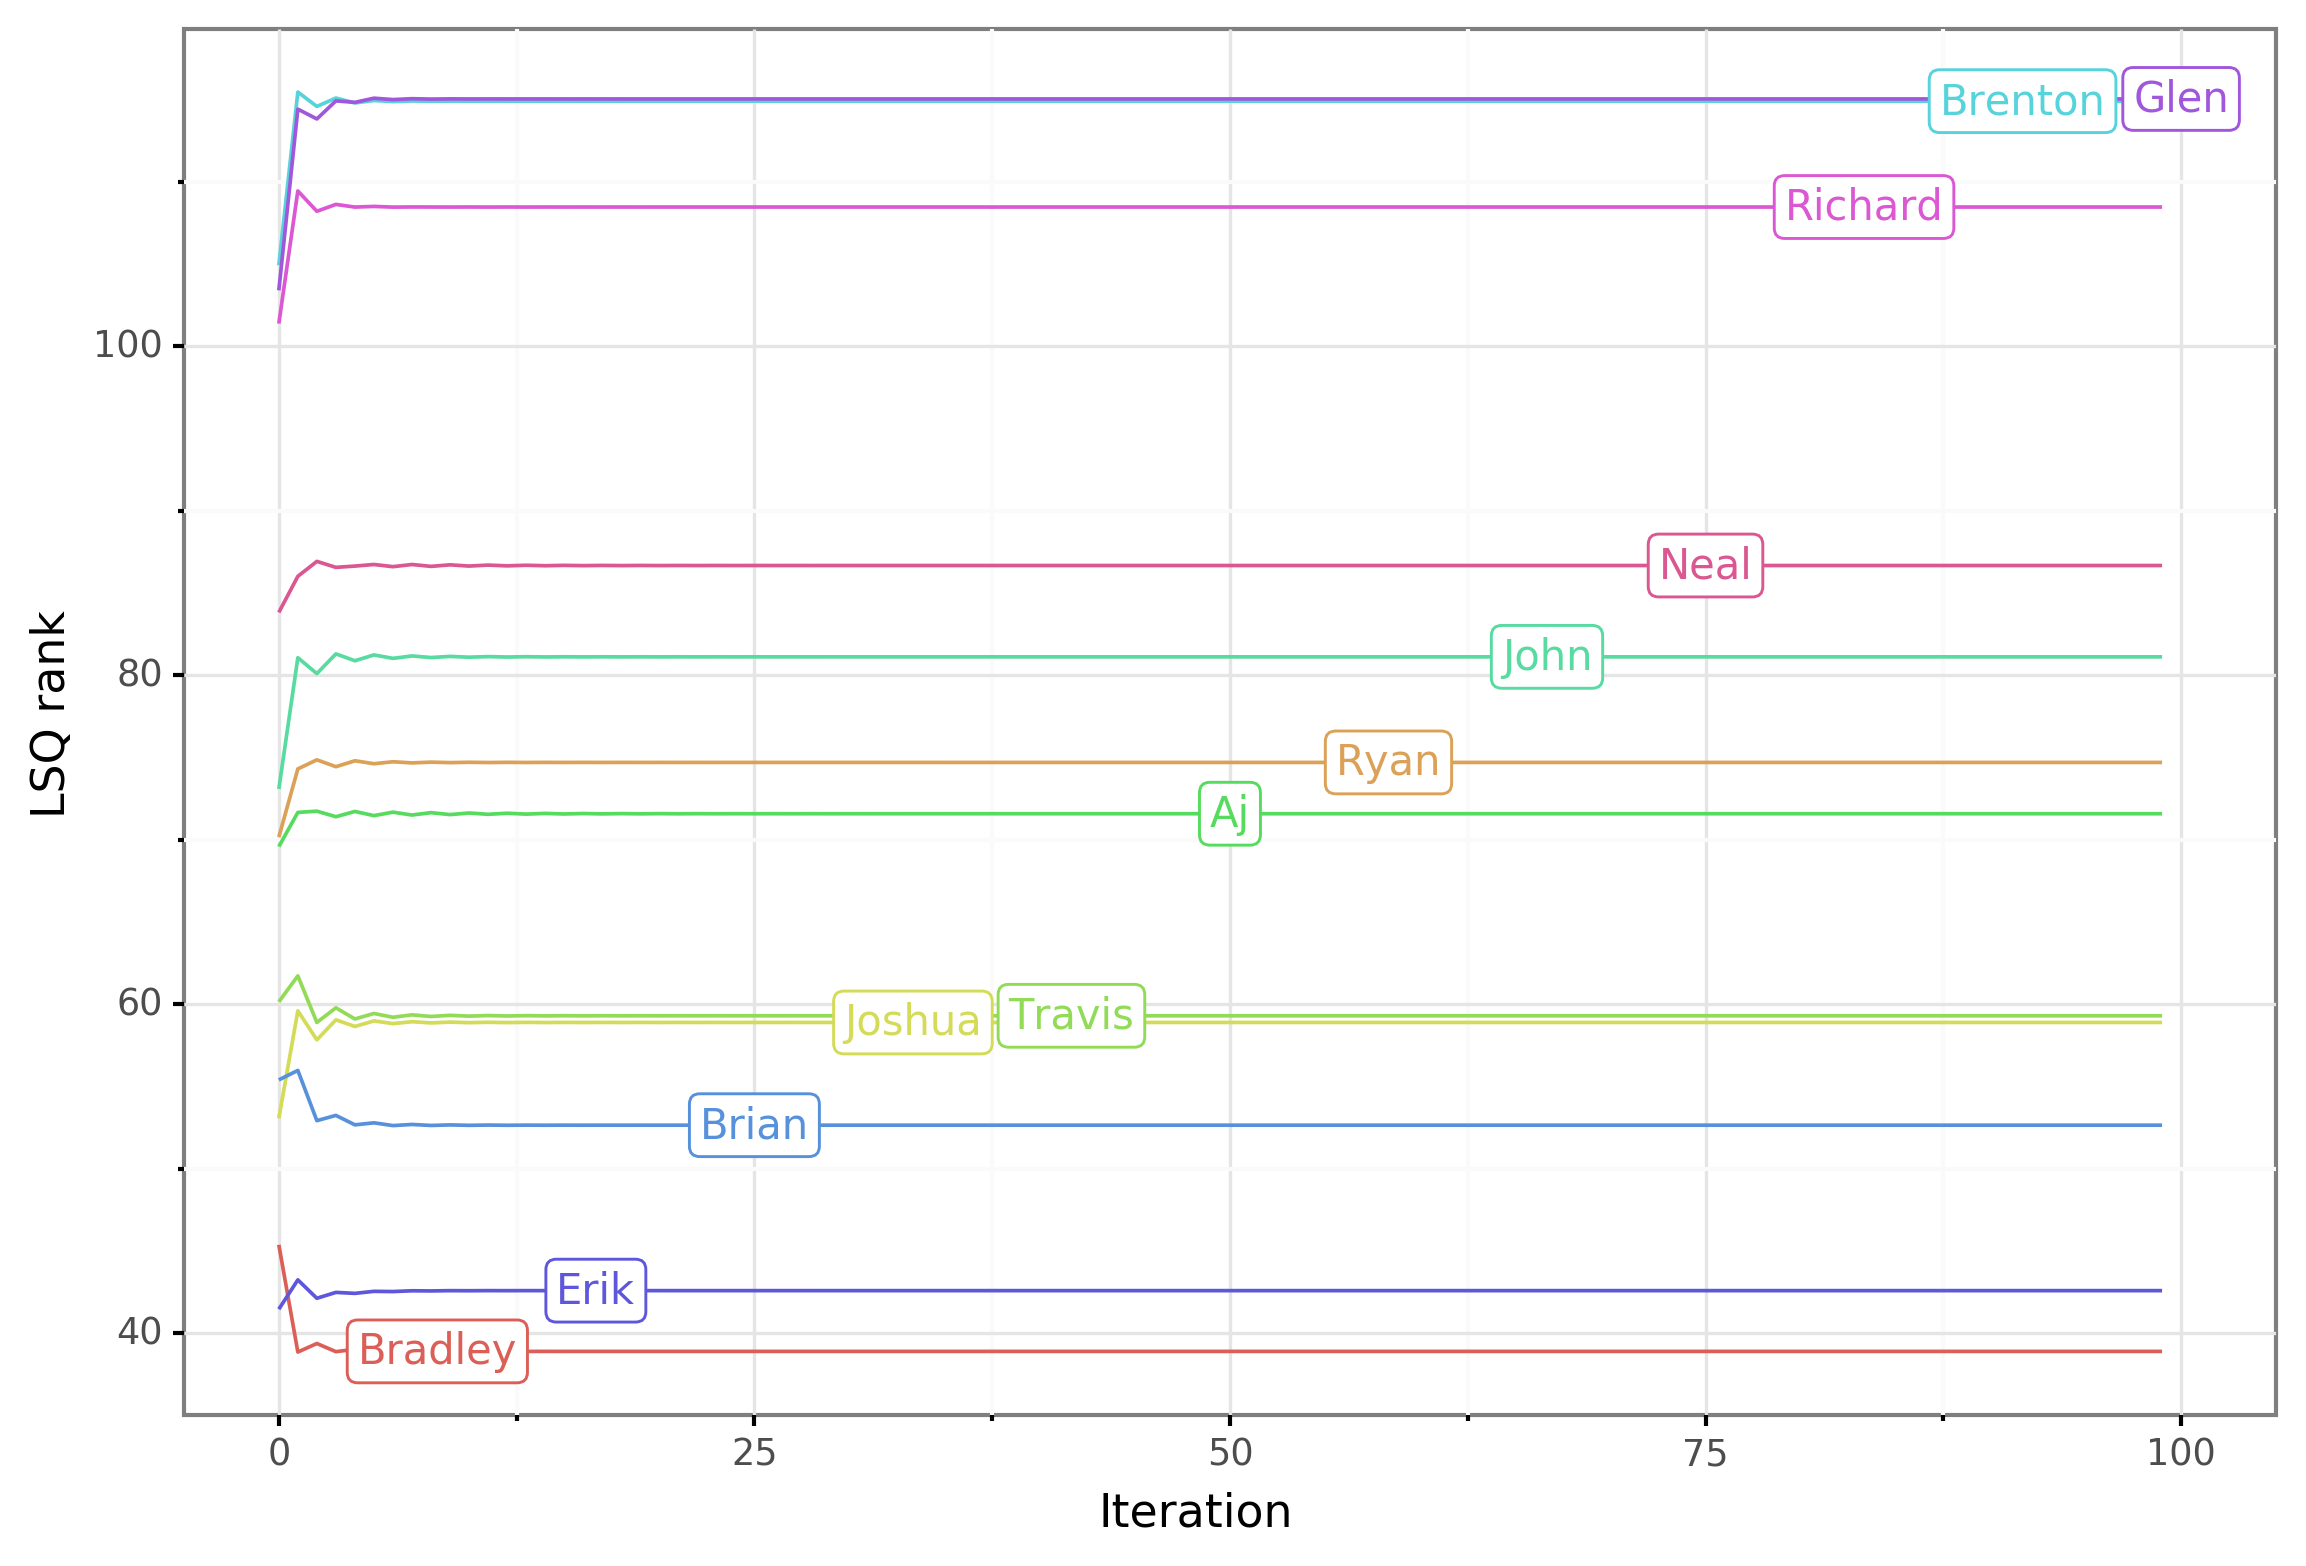 Brenton
Glen
Richard
100
Neal
John
80
Ryan
Aj
LSQ rank
60
Joshua
Travis
Brian
Erik
40
Bradley
0
25
50
75
100
Iteration